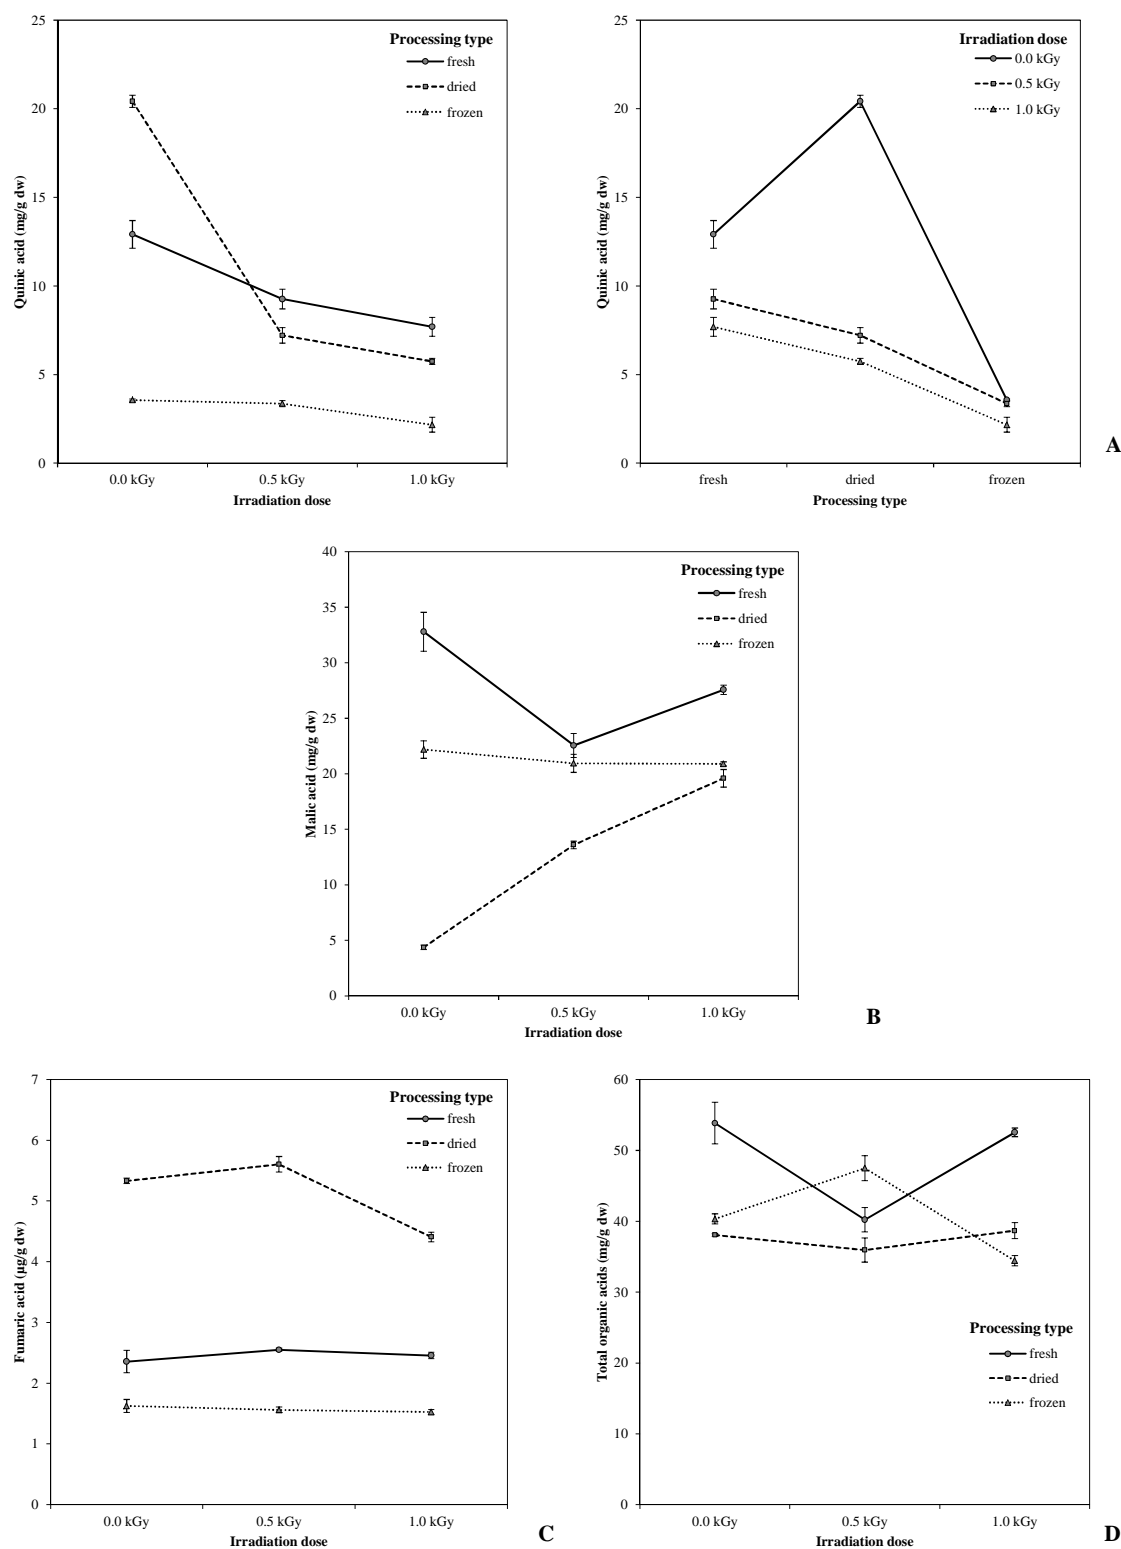 25
20
15
10
5
0
Quinic acid (mg/g dw)
Processing type
fresh
dried
frozen
0.0 kGy
0.5 kGy
1.0 kGy
Irradiation dose
25
20
15
10
5
0
Quinic acid (mg/g dw)
Irradiation dose
0.0 kGy
0.5 kGy
1.0 kGy
fresh
dried
frozen
Processing type
A
40
35
30
25
20
15
10
5
0
Malic acid (mg/g dw)
Processing type
fresh
dried
frozen
0.0 kGy
0.5 kGy
1.0 kGy
Irradiation dose
B
7
6
5
4
3
2
1
0
Fumaric acid (µg/g dw)
Processing type
fresh
dried
frozen
0.0 kGy
0.5 kGy
1.0 kGy
Irradiation dose
C
60
50
40
30
20
10
0
Total organic acids (mg/g dw)
Processing type
fresh
dried
frozen
0.0 kGy
0.5 kGy
1.0 kGy
Irradiation dose
D